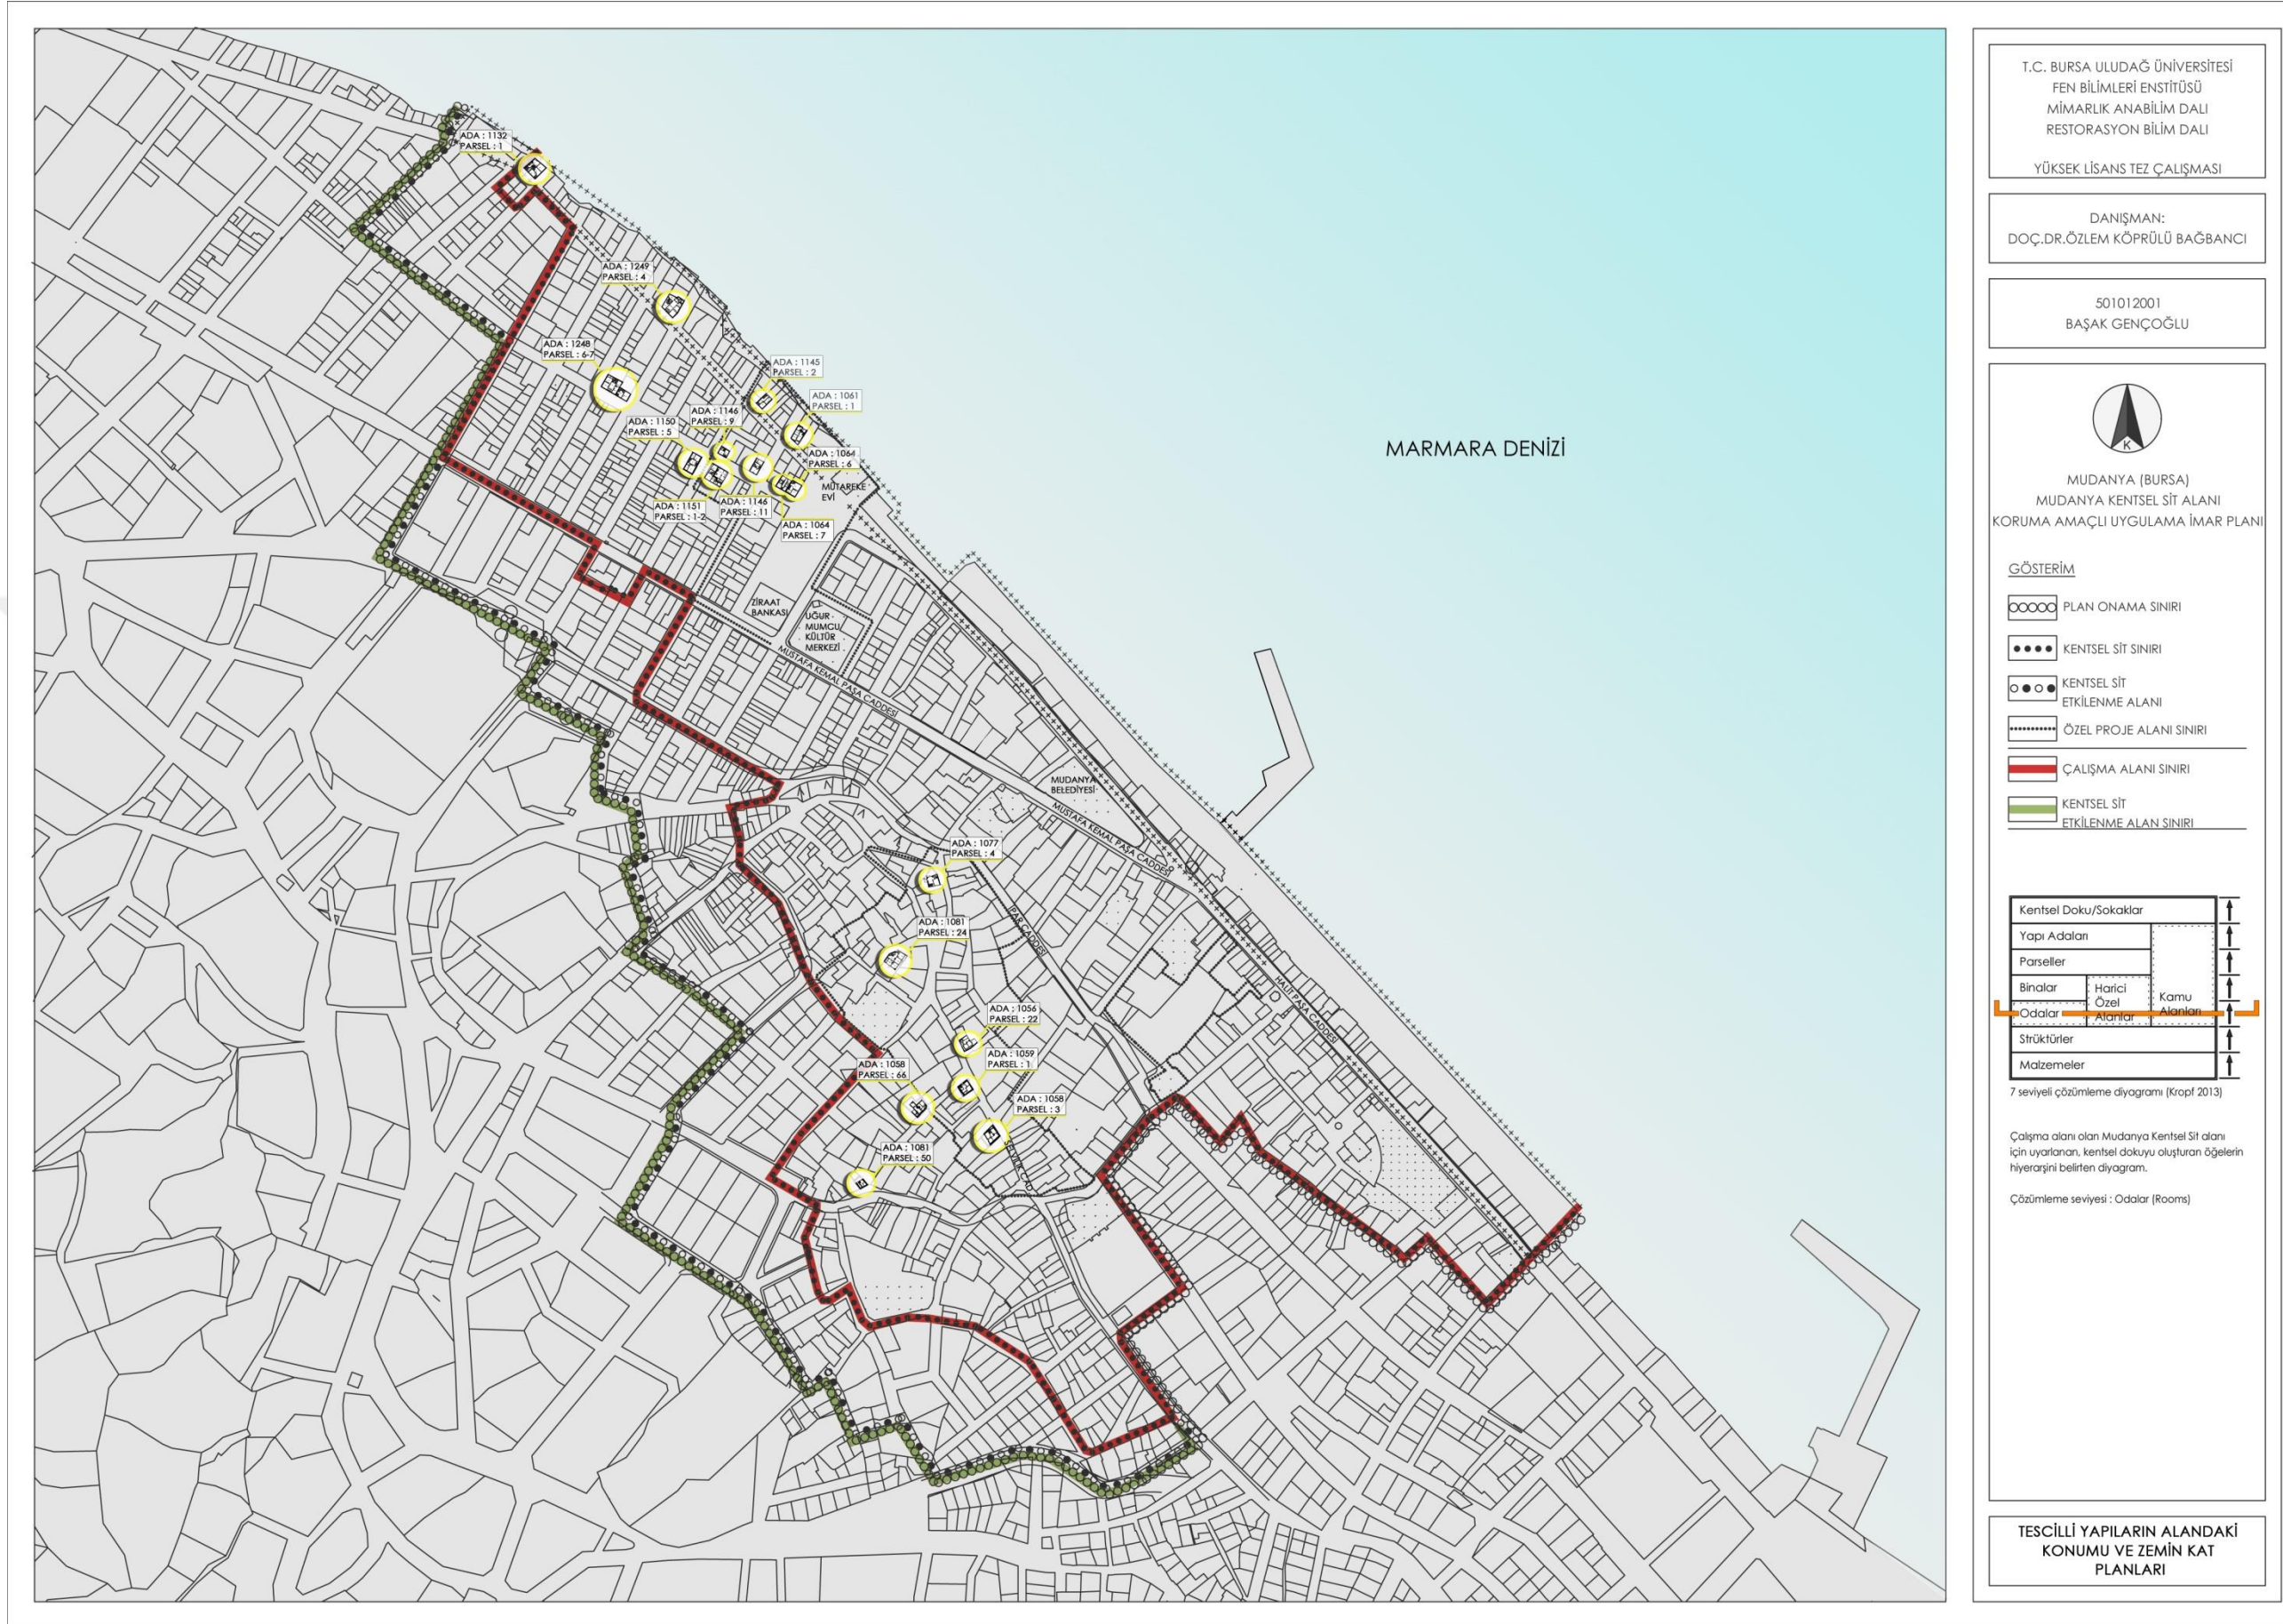 ADA : 1132
PARSEL : 1
ADA : 1249
PARSEL : 4
ADA : 1248
PARSEL : 6-7
ADA : 1145
PARSEL : 2
ADA : 1061
PARSEL : 1
ADA : 1146
PARSEL : 9
ADA : 1150
PARSEL : 5
ADA : 1064
PARSEL : 6
MÜTAREKE
EVİ
ADA : 1151
PARSEL : 1-2
ADA : 1146
PARSEL : 11
ADA : 1064
PARSEL : 7
MARMARA DENİZİ
ZİRAAT
BANKASI
UĞUR
MUMCU
KÜLTÜR
MERKEZİ
MUSTAFA KEMAL PAŞA CADDESİ
MUDANYA
BELEDİYESİ
MUSTAFA KEMAL PAŞA CADDESİ
ADA : 1077
PARSEL : 4
İPAR CADDESİ
ADA : 1081
PARSEL : 24
HALİT PAŞA CADDESİ
ADA : 1056
PARSEL : 22
ADA : 1059
PARSEL : 1
ADA : 1058
PARSEL : 66
ADA : 1058
PARSEL : 3
ADA : 1081
PARSEL : 50
T.C. BURSA ULUDAĞ ÜNİVERSİTESİ
FEN BİLİMLERİ ENSTİTÜSÜ
MİMARLIK ANABİLİM DALI
RESTORASYON BİLİM DALI
YÜKSEK LİSANS TEZ ÇALIŞMASI
DANIŞMAN:
DOÇ.DR.ÖZLEM KÖPRÜLÜ BAĞBANCI
501012001
BAŞAK GENÇOĞLU
K
MUDANYA (BURSA)
MUDANYA KENTSEL SİT ALANI
KORUMA AMAÇLI UYGULAMA İMAR PLANI
GÖSTERİM
PLAN ONAMA SINIRI
KENTSEL SİT SINIRI
KENTSEL SİT
ETKİLENME ALANI
ÖZEL PROJE ALANI SINIRI
ÇALIŞMA ALANI SINIRI
KENTSEL SİT
ETKİLENME ALAN SINIRI
Kentsel Doku/Sokaklar
Yapı Adaları
Parseller
Binalar
Harici
Özel
Alanlar
Kamu
Alanları
Odalar
Strüktürler
Malzemeler
7 seviyeli çözümleme diyagramı (Kropf 2013)
Çalışma alanı olan Mudanya Kentsel Sit alanı
için uyarlanan, kentsel dokuyu oluşturan öğelerin
hiyerarşini belirten diyagram.
Çözümleme seviyesi : Odalar (Rooms)
TESCİLLİ YAPILARIN ALANDAKİ
KONUMU VE ZEMİN KAT
PLANLARI